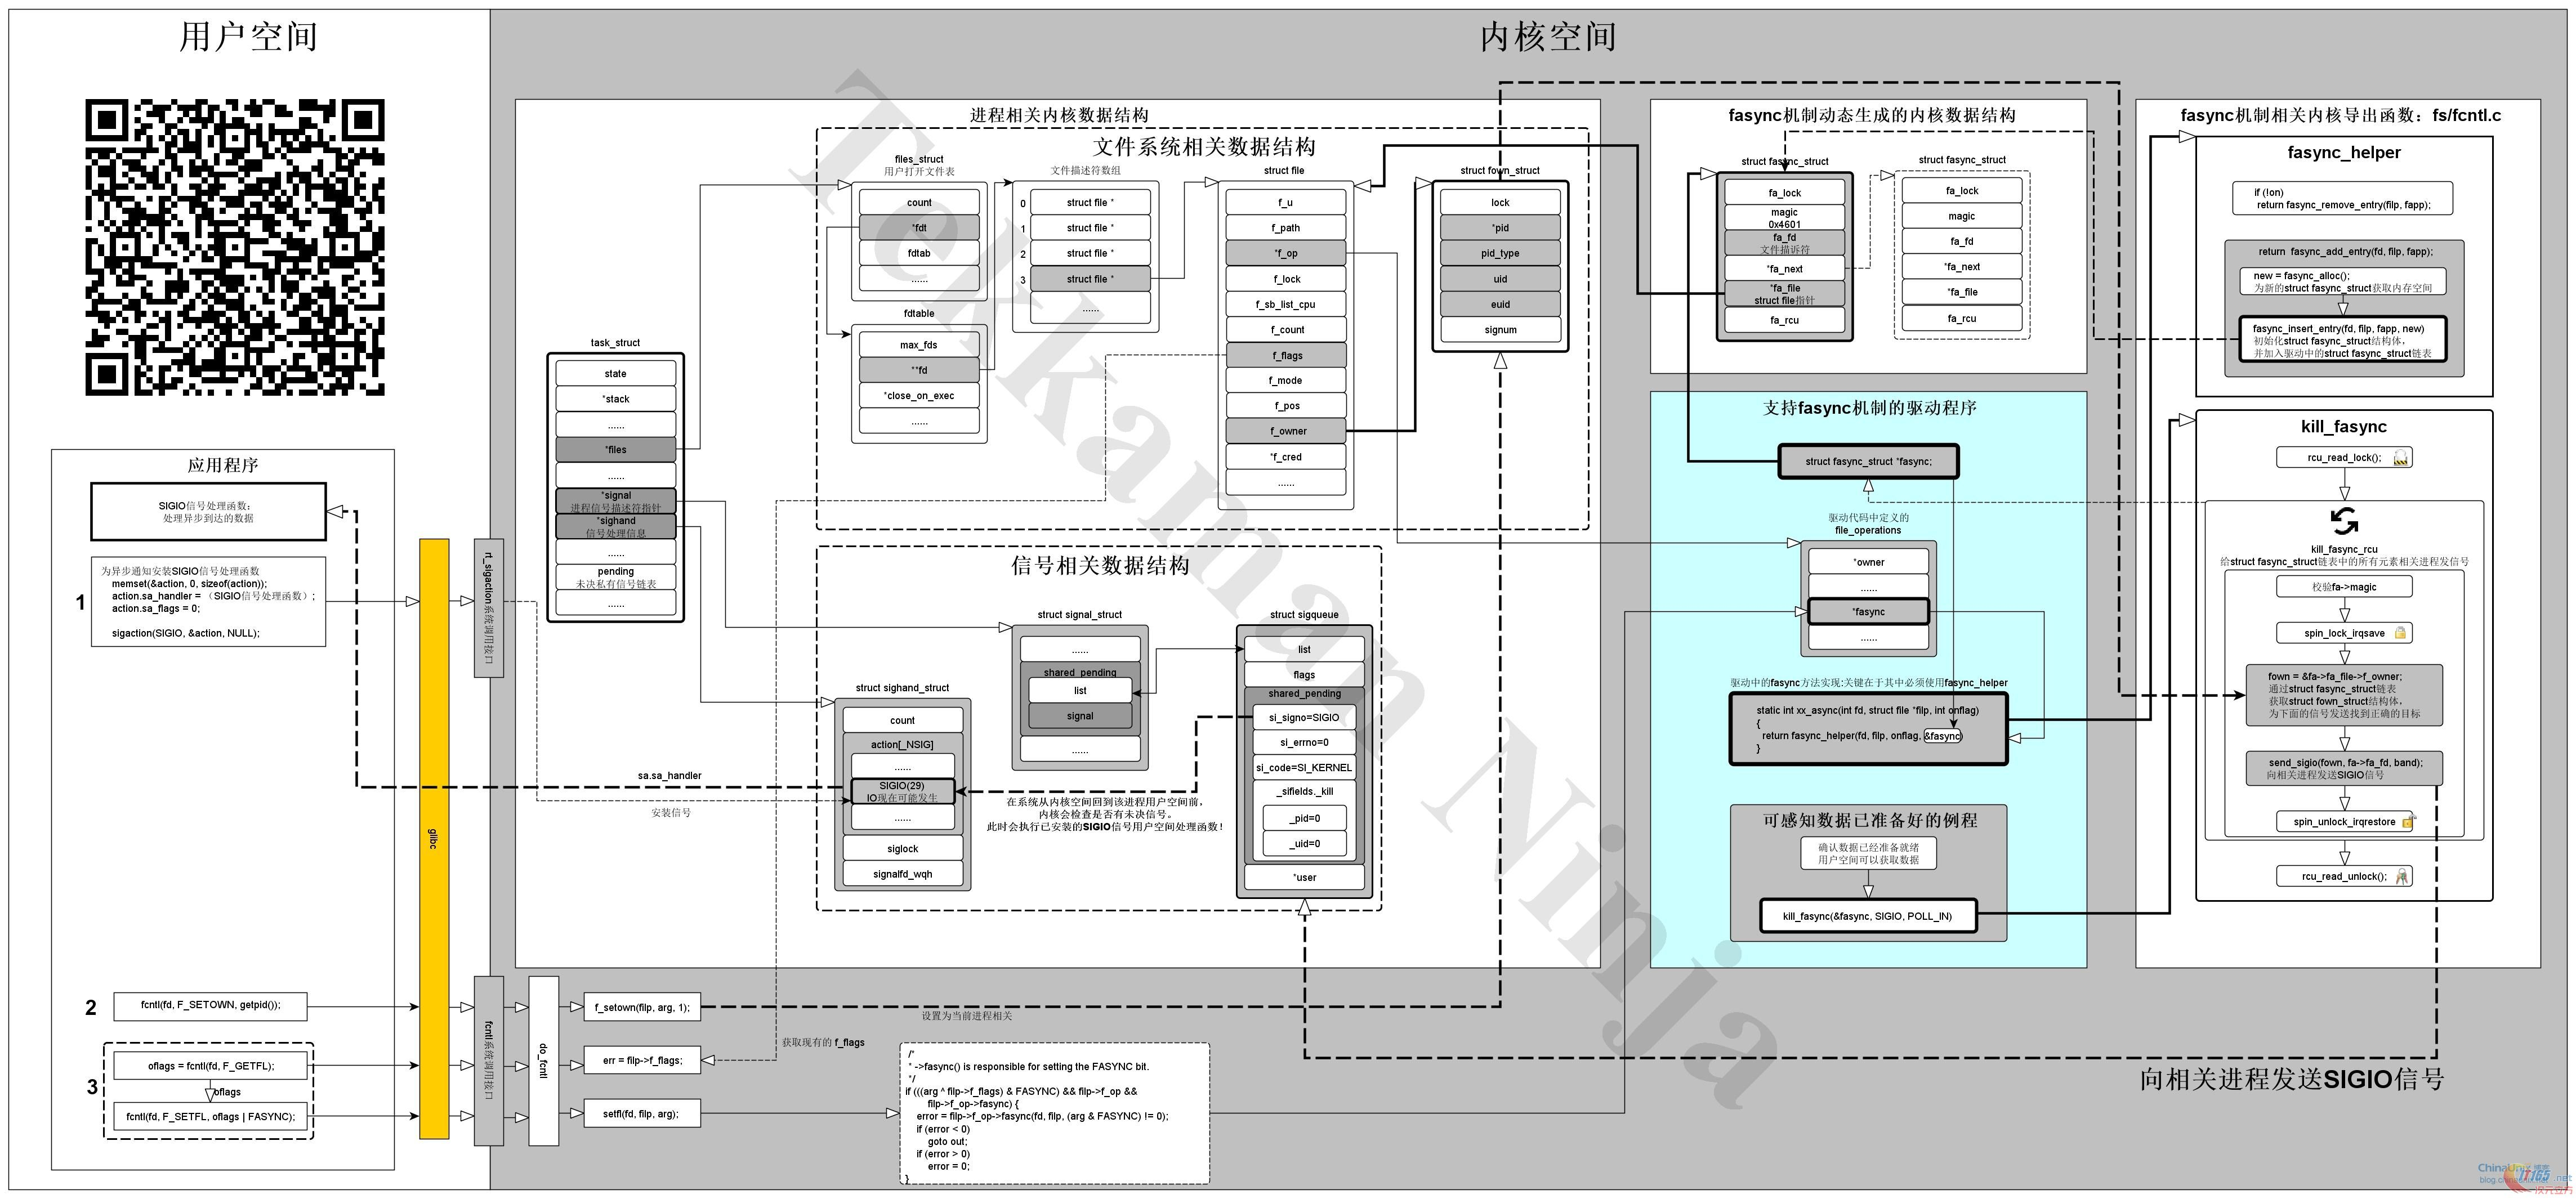 用户空间
内核空间
应用程序
SIGIO信号处理函数：
处理异步到达的数据
1
为异步通知安装SIGIO信号处理函数
memset(&action, 0, sizeof(action));
action.sa_handler = （SIGIO信号处理函数）;
action.sa_flags = 0;
sigaction(SIGIO, &action, NULL);
2
fcntl(fd, F_SETOWN, getpid());
3
oflags = fcntl(fd, F_GETFL);
oflags
fcntl(fd, F_SETFL, oflags | FASYNC);
glibc
rt_sigaction系统调用接口
fcntl系统调用接口
do_fcntl
f_setown(filp, arg, 1);
设置为当前进程相关
err = filp->f_flags;
获取现有的 f_flags
setfl(fd, filp, arg);
/*
* ->fasync() is responsible for setting the FASYNC bit.
*/
if (((arg ^ filp->f_flags) & FASYNC) && filp->f_op &&
filp->f_op->fasync) {
error = filp->f_op->fasync(fd, filp, (arg & FASYNC) != 0);
if (error < 0)
goto out;
if (error > 0)
error = 0;
}
进程相关内核数据结构
task_struct
state
*stack
......
*files
......
*signal
进程信号描述符指针
*sighand
信号处理信息
......
pending
未决私有信号链表
......
文件系统相关数据结构
files_struct
用户打开文件表
count
*fdt
fdtab
......
fdtable
max_fds
**fd
*close_on_exec
......
文件描述符数组
0
struct file *
1
struct file *
2
struct file *
3
struct file *
......
struct file
f_u
f_path
*f_op
f_lock
f_sb_list_cpu
f_count
f_flags
f_mode
f_pos
f_owner
*f_cred
......
struct fown_struct
lock
*pid
pid_type
uid
euid
signum
信号相关数据结构
struct sighand_struct
count
action[_NSIG]
......
SIGIO(29)
IO现在可能发生
......
siglock
signalfd_wqh
sa.sa_handler
安装信号
struct signal_struct
......
shared_pending
list
signal
......
在系统从内核空间回到该进程用户空间前，
内核会检查是否有未决信号。
此时会执行已安装的SIGIO信号用户空间处理函数！
struct sigqueue
list
flags
shared_pending
si_signo=SIGIO
si_errno=0
si_code=SI_KERNEL
_sifields._kill
_pid=0
_uid=0
*user
fasync机制动态生成的内核数据结构
struct fasync_struct
fa_lock
magic
0x4601
fa_fd
文件描诉符
*fa_next
*fa_file
struct file指针
fa_rcu
struct fasync_struct
fa_lock
magic
fa_fd
*fa_next
*fa_file
fa_rcu
支持fasync机制的驱动程序
struct fasync_struct *fasync;
驱动代码中定义的
file_operations
*owner
......
*fasync
......
驱动中的fasync方法实现:关键在于其中必须使用fasync_helper
static int xx_async(int fd, struct file *filp, int onflag)
{
return fasync_helper(fd, filp, onflag, &fasync)
}
可感知数据已准备好的例程
确认数据已经准备就绪
用户空间可以获取数据
kill_fasync(&fasync, SIGIO, POLL_IN)
fasync机制相关内核导出函数：fs/fcntl.c
fasync_helper
if (!on)
return fasync_remove_entry(filp, fapp);
return fasync_add_entry(fd, filp, fapp);
new = fasync_alloc();
为新的struct fasync_struct获取内存空间
fasync_insert_entry(fd, filp, fapp, new)
初始化struct fasync_struct结构体，
并加入驱动中的struct fasync_struct链表
kill_fasync
rcu_read_lock();
kill_fasync_rcu
给struct fasync_struct链表中的所有元素相关进程发信号
校验fa->magic
spin_lock_irqsave
fown = &fa->fa_file->f_owner;
通过struct fasync_struct链表
获取struct fown_struct结构体，
为下面的信号发送找到正确的目标
send_sigio(fown, fa->fa_fd, band);
向相关进程发送SIGIO信号
spin_unlock_irqrestore
rcu_read_unlock();
向相关进程发送SIGIO信号
Tekkaman Ninja